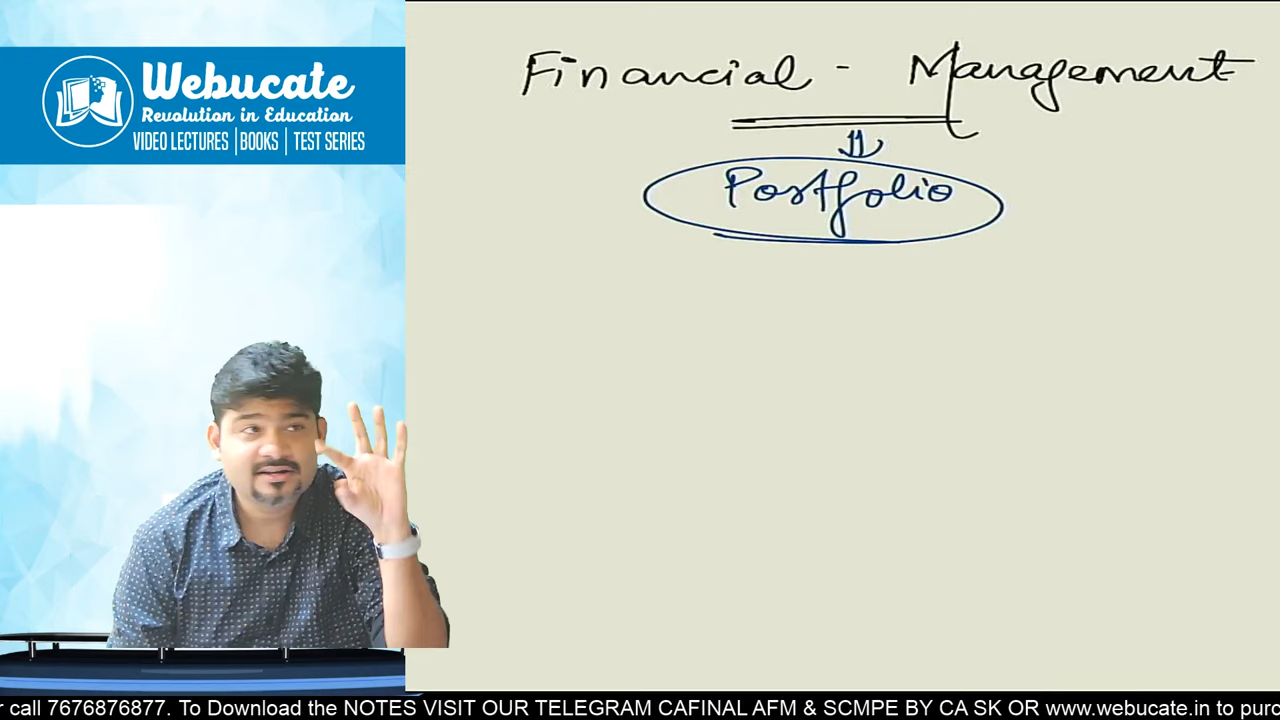 Webucate
Revolution in Education
VIDEO LECTURES | BOOKS | TEST SERIES
Financial - Management
Portfolio
call 7676876877. To Download the NOTES VISIT OUR TELEGRAM CAFINAL AFM & SCMPE BY CA SK OR www.webucate.in to